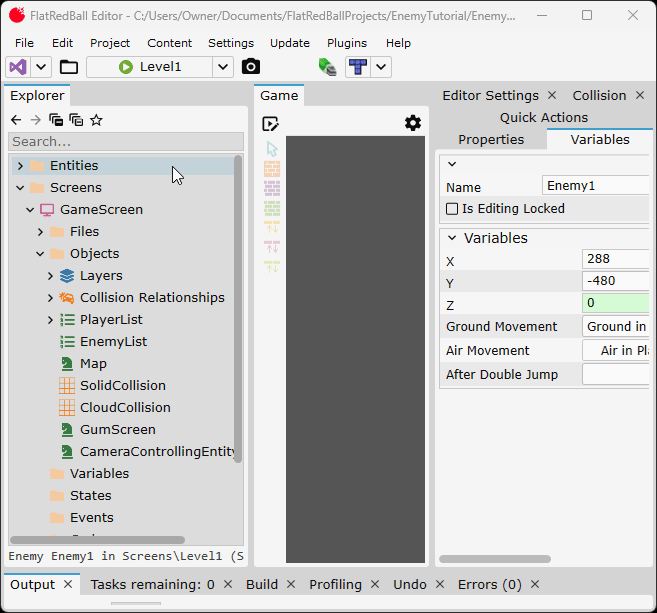 FlatRedBall Editor - C:/Users/Owner/Documents/FlatRedBallProjects/EnemyTutorial/Enemy...
File Edit Project Content Settings Update Plugins Help
Level1
Explorer
Search...
Entities
Screens
GameScreen
Files
Objects
Layers
Collision Relationships
PlayerList
EnemyList
Map
SolidCollision
CloudCollision
GumScreen
CameraControllingEntity
Variables
States
Events
Enemy Enemy1 in Screens\Level1 (S
Game
Editor Settings Collision
Quick Actions
Properties Variables
Name Enemy1
Is Editing Locked
Variables
X 288
Y -480
Z 0
Ground Movement Ground in
Air Movement Air in Pla
After Double Jump
Output Tasks remaining: 0 Build Profiling Undo Errors (0)